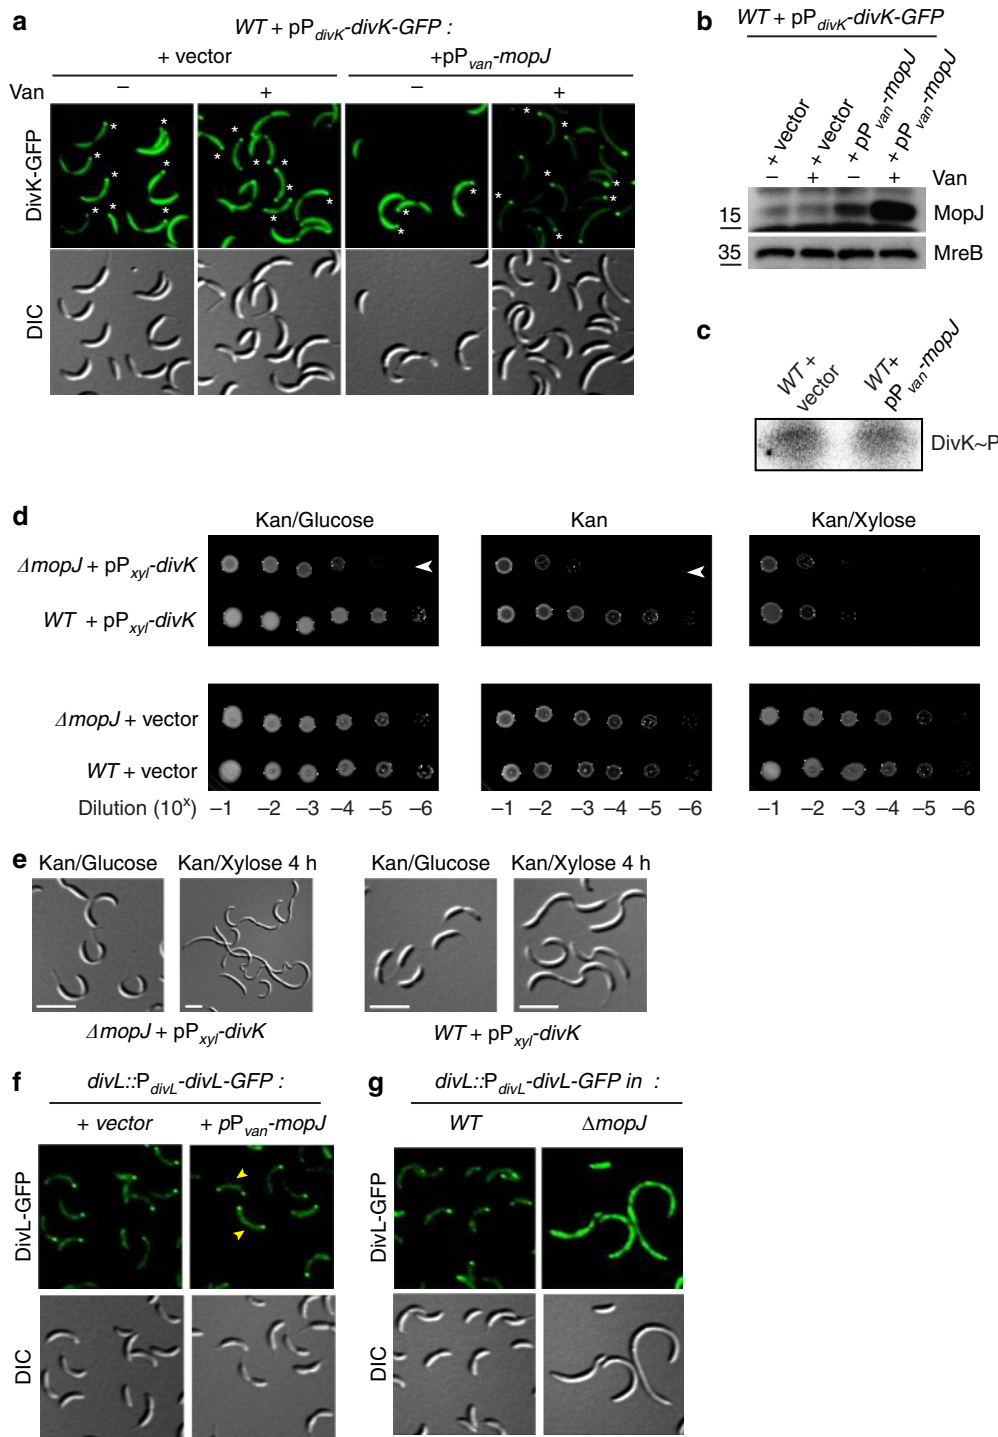 a
WT + pPdivK-divK-GFP :
+ vector
+pPvan-mopJ
Van
– + – +
DivK-GFP
DIC
b
WT + pPdivK-divK-GFP
+ vector
+ vector
+ pPvan-mopJ
+ pPvan-mopJ
– + – + Van
15
MopJ
35
MreB
c
WT + vector
WT+ pPvan-mopJ
DivK~P
d
Kan/Glucose
Kan
Kan/Xylose
ΔmopJ + pPxyl-divK
WT + pPxyl-divK
ΔmopJ + vector
WT + vector
Dilution (10^x)
–1 –2 –3 –4 –5 –6
–1 –2 –3 –4 –5 –6
–1 –2 –3 –4 –5 –6
e
Kan/Glucose
Kan/Xylose 4 h
Kan/Glucose
Kan/Xylose 4 h
ΔmopJ + pPxyl-divK
WT + pPxyl-divK
f
divL::PdivL-divL-GFP :
+ vector
+ pPvan-mopJ
DivL-GFP
DIC
g
divL::PdivL-divL-GFP in :
WT
ΔmopJ
DivL-GFP
DIC